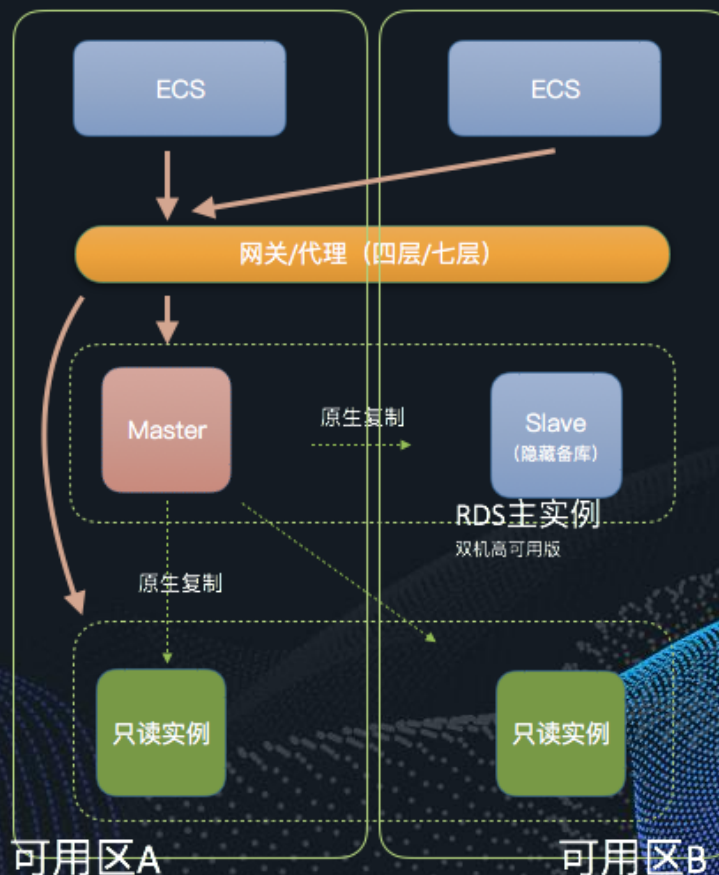 ECS
ECS
网关/代理（四层/七层）
Master
原生复制
Slave
（隐藏备库）
RDS主实例
双机高可用版
原生复制
只读实例
只读实例
可用区A
可用区B